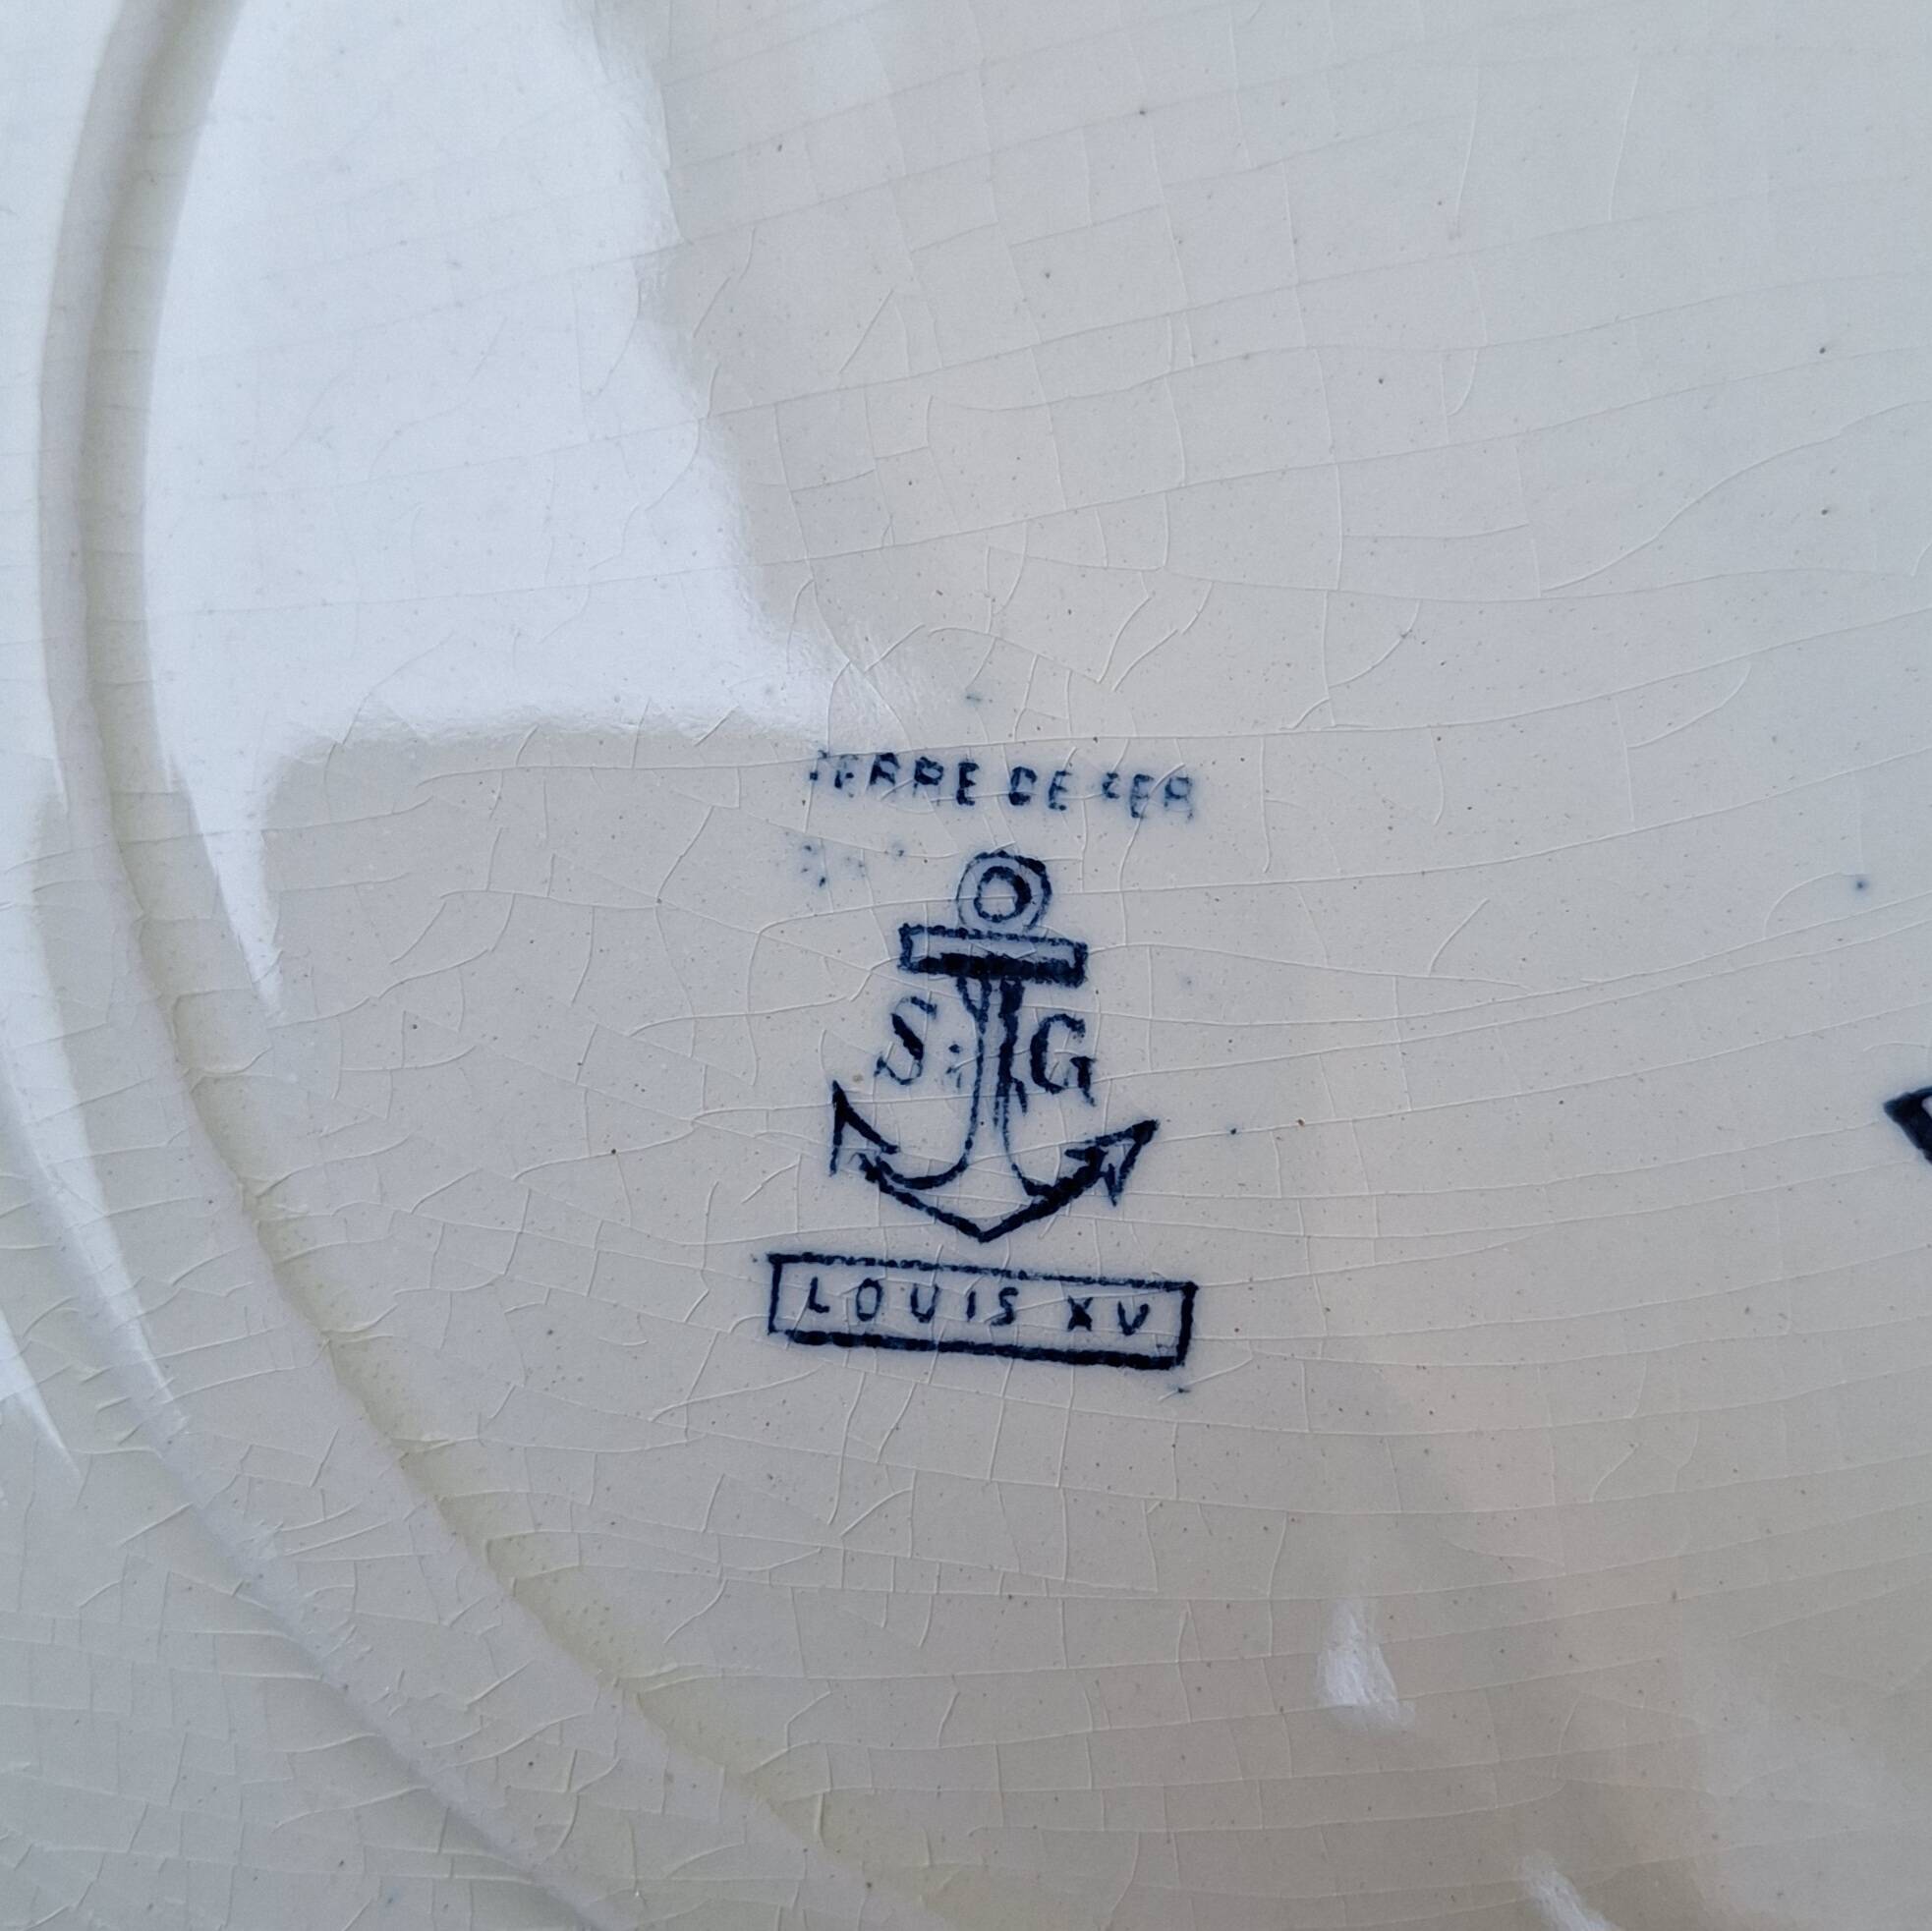 TERRE DE FER
S G
LOUIS XV